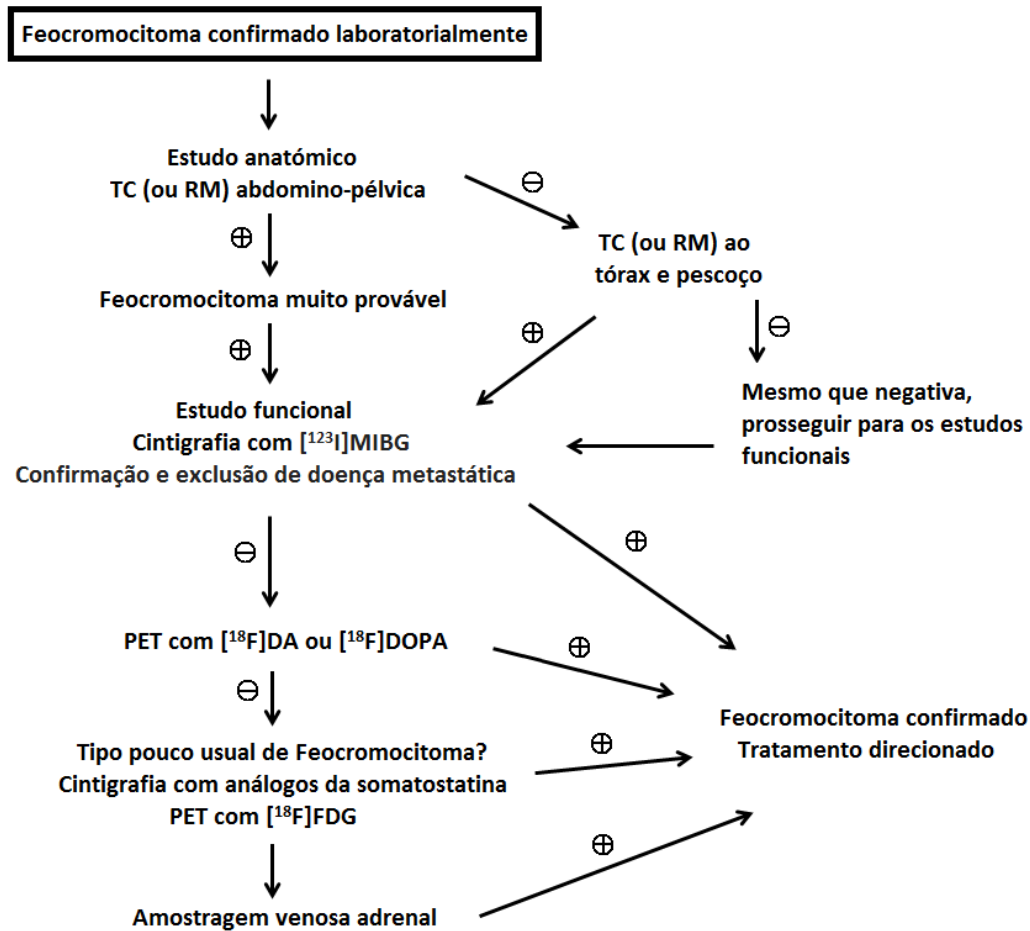 Feocromocitoma confirmado laboratorialmente
Estudo anatómico
TC (ou RM) abdomino-pélvica
⊖
TC (ou RM) ao
tórax e pescoço
⊕
Feocromocitoma muito provável
⊕
⊕
⊖
Mesmo que negativa,
prosseguir para os estudos
funcionais
Estudo funcional
Cintigrafia com [¹²³I]MIBG
Confirmação e exclusão de doença metastática
⊖
⊕
PET com [¹⁸F]DA ou [¹⁸F]DOPA
⊕
⊖
Feocromocitoma confirmado
Tratamento direcionado
Tipo pouco usual de Feocromocitoma?
Cintigrafia com análogos da somatostatina
PET com [¹⁸F]FDG
⊕
⊕
Amostragem venosa adrenal